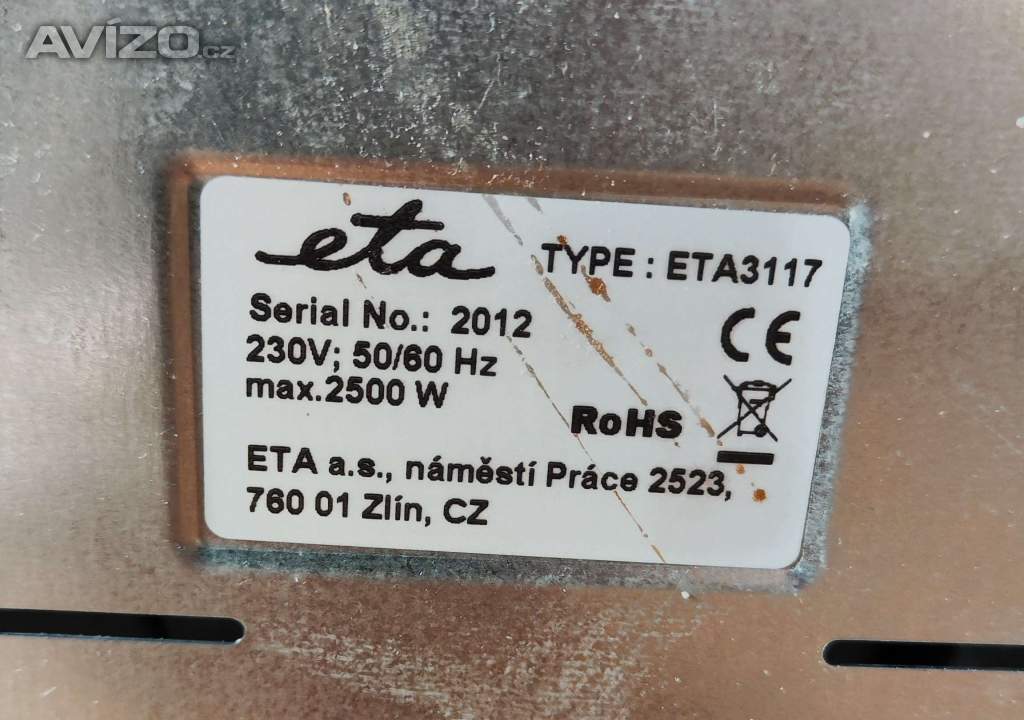 AVÍZO.cz
eta
TYPE : ETA3117
Serial No.: 2012
230V; 50/60 Hz
max.2500 W
CE
RoHS
ETA a.s., náměstí Práce 2523,
760 01 Zlín, CZ